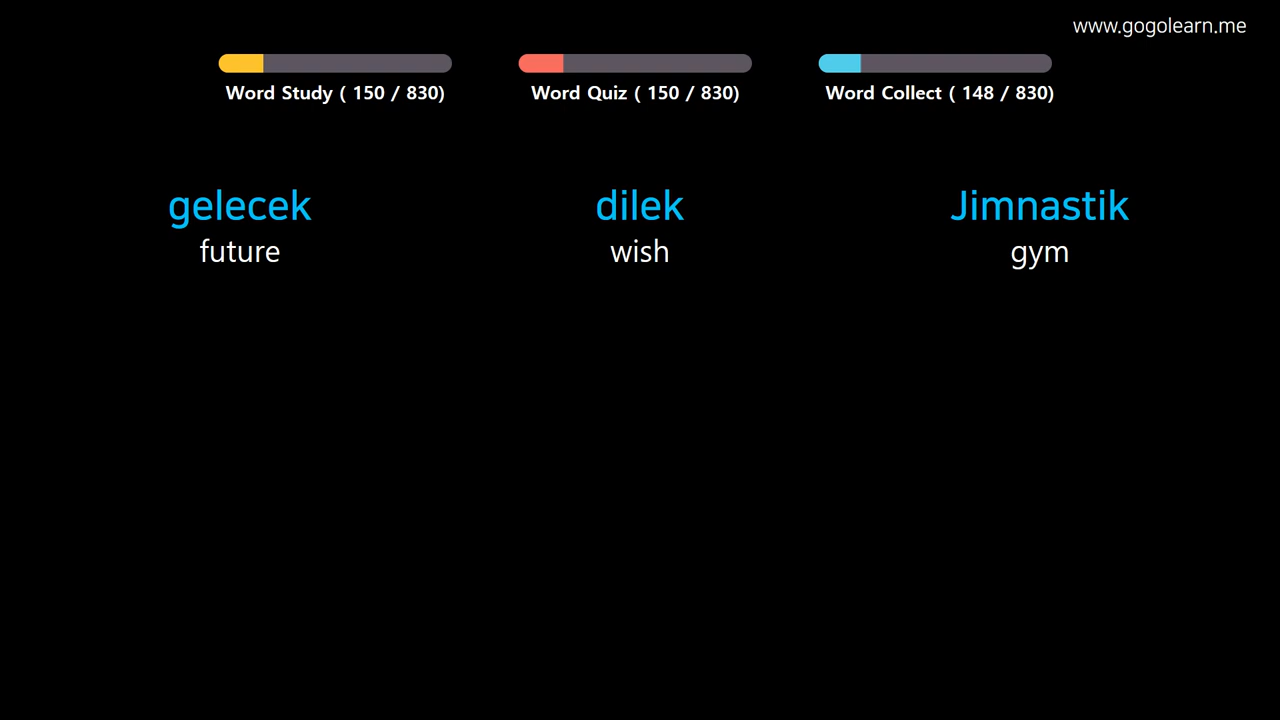 www.gogolearn.me
Word Study ( 150 / 830)
Word Quiz ( 150 / 830)
Word Collect ( 148 / 830)
gelecek
future
dilek
wish
Jimnastik
gym